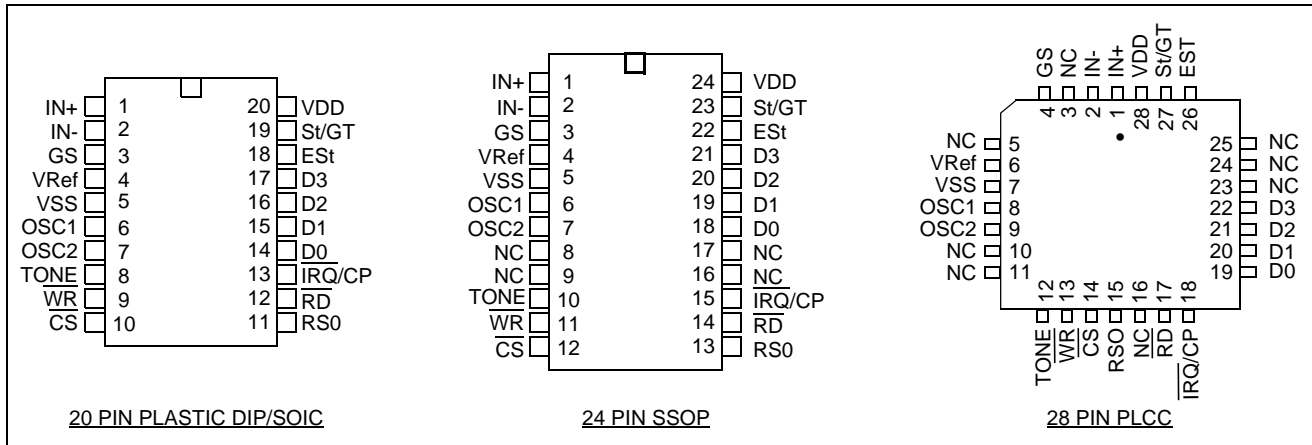 IN+ 1 20 VDD
IN- 2 19 St/GT
GS 3 18 ESt
VRef 4 17 D3
VSS 5 16 D2
OSC1 6 15 D1
OSC2 7 14 D0
TONE 8 13 IRQ/CP
WR 9 12 RD
CS 10 11 RS0
20 PIN PLASTIC DIP/SOIC
IN+ 1 24 VDD
IN- 2 23 St/GT
GS 3 22 ESt
VRef 4 21 D3
VSS 5 20 D2
OSC1 6 19 D1
OSC2 7 18 D0
NC 8 17 NC
NC 9 16 NC
TONE 10 15 IRQ/CP
WR 11 14 RD
CS 12 13 RS0
24 PIN SSOP
GS NC IN- IN+ VDD St/GT EST
4 3 2 1 28 27 26
NC 5 25 NC
VRef 6 24 NC
VSS 7 23 NC
OSC1 8 22 D3
OSC2 9 21 D2
NC 10 20 D1
NC 11 19 D0
12 13 14 15 16 17 18
TONE WR CS RSO NC RD IRQ/CP
28 PIN PLCC